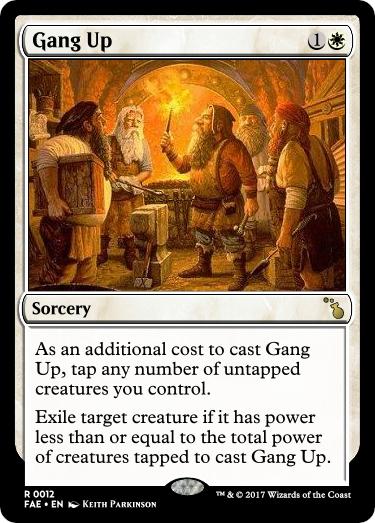 Gang Up 1
Sorcery
As an additional cost to cast Gang
Up, tap any number of untapped
creatures you control.
Exile target creature if it has power
less than or equal to the total power
of creatures tapped to cast Gang Up.
R 0012
FAE • EN Keith Parkinson
™ & © 2017 Wizards of the Coast